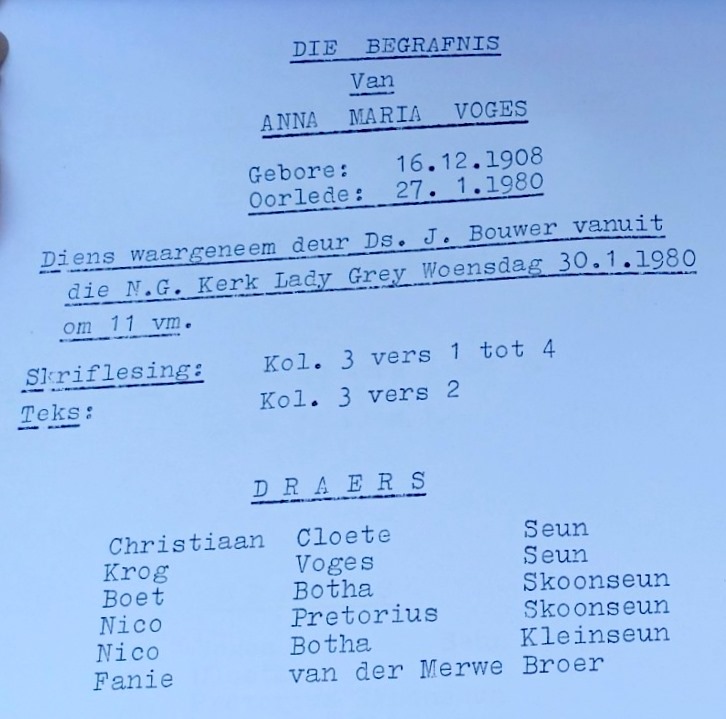 DIE BEGRAFNIS
Van
ANNA MARIA VOGES
Gebore: 16.12.1908
Oorlede: 27. 1.1980
Diens waargeneem deur Ds. J. Bouwer vanuit
die N.G. Kerk Lady Grey Woensdag 30.1.1980
om 11 vm.
Skriflesing: Kol. 3 vers 1 tot 4
Teks: Kol. 3 vers 2
D R A E R S
Christiaan Cloete Seun
Krog Voges Seun
Boet Botha Skoonseun
Nico Pretorius Skoonseun
Nico Botha Kleinseun
Fanie van der Merwe Broer